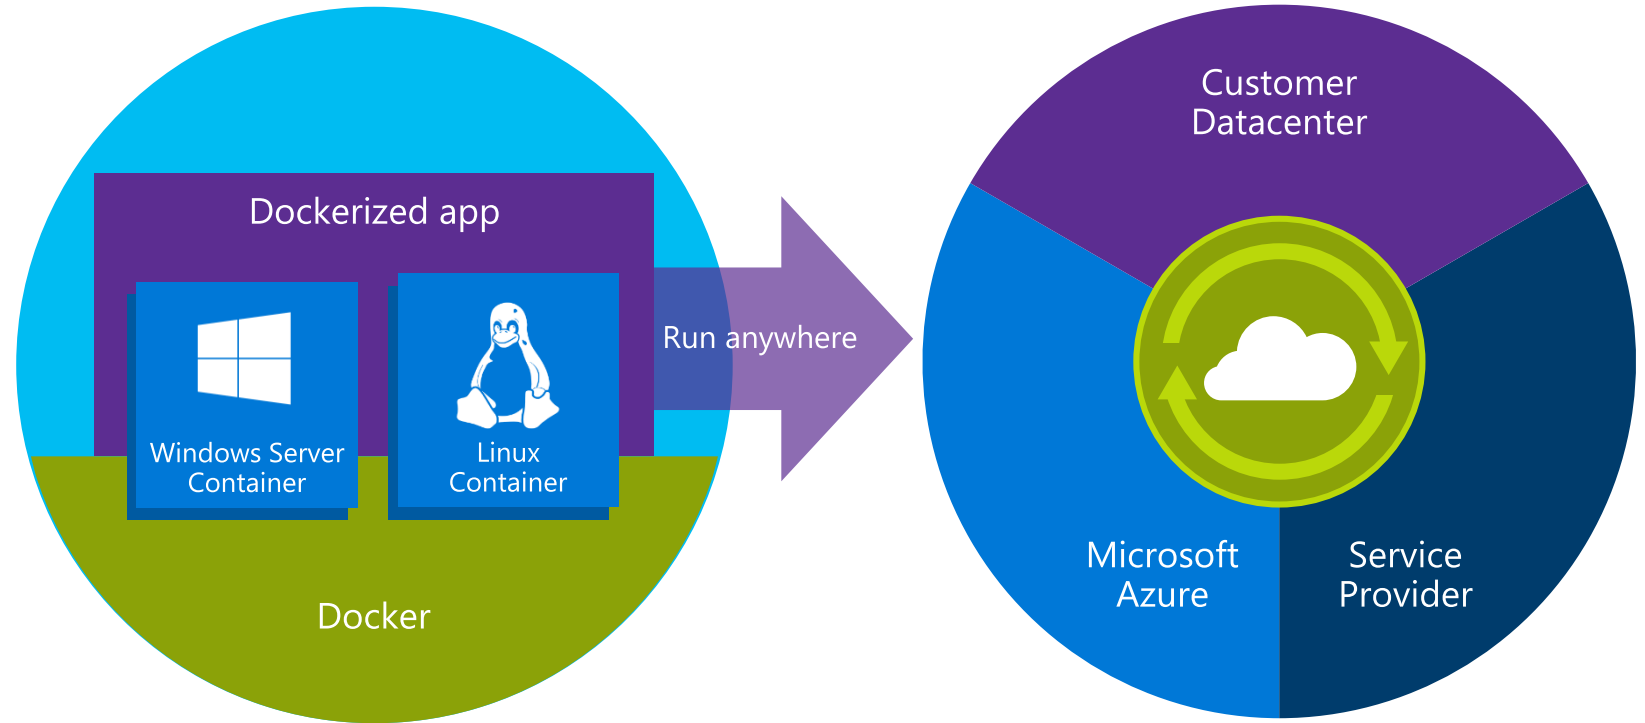 Dockerized app
Windows Server
Container
Linux
Container
Docker
Run anywhere
Customer
Datacenter
Microsoft
Azure
Service
Provider